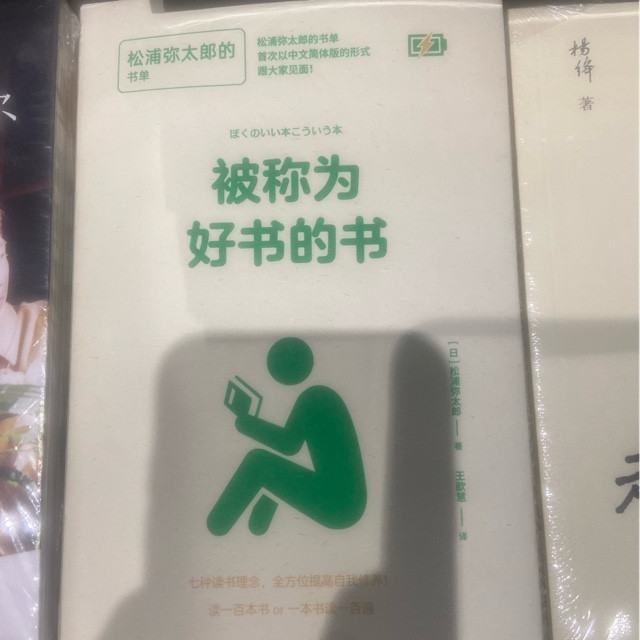 松浦弥太郎的
书单
松浦弥太郎的书单
首次以中文简体版的形式
跟大家见面!
ぼくのいい本こういう本
被称为
好书的书
[日]松浦弥太郎——著
王歆慧——译
七种读书理念,全方位提高自我修养!
读一百本书 or 一本书读一百遍
杨绛
著